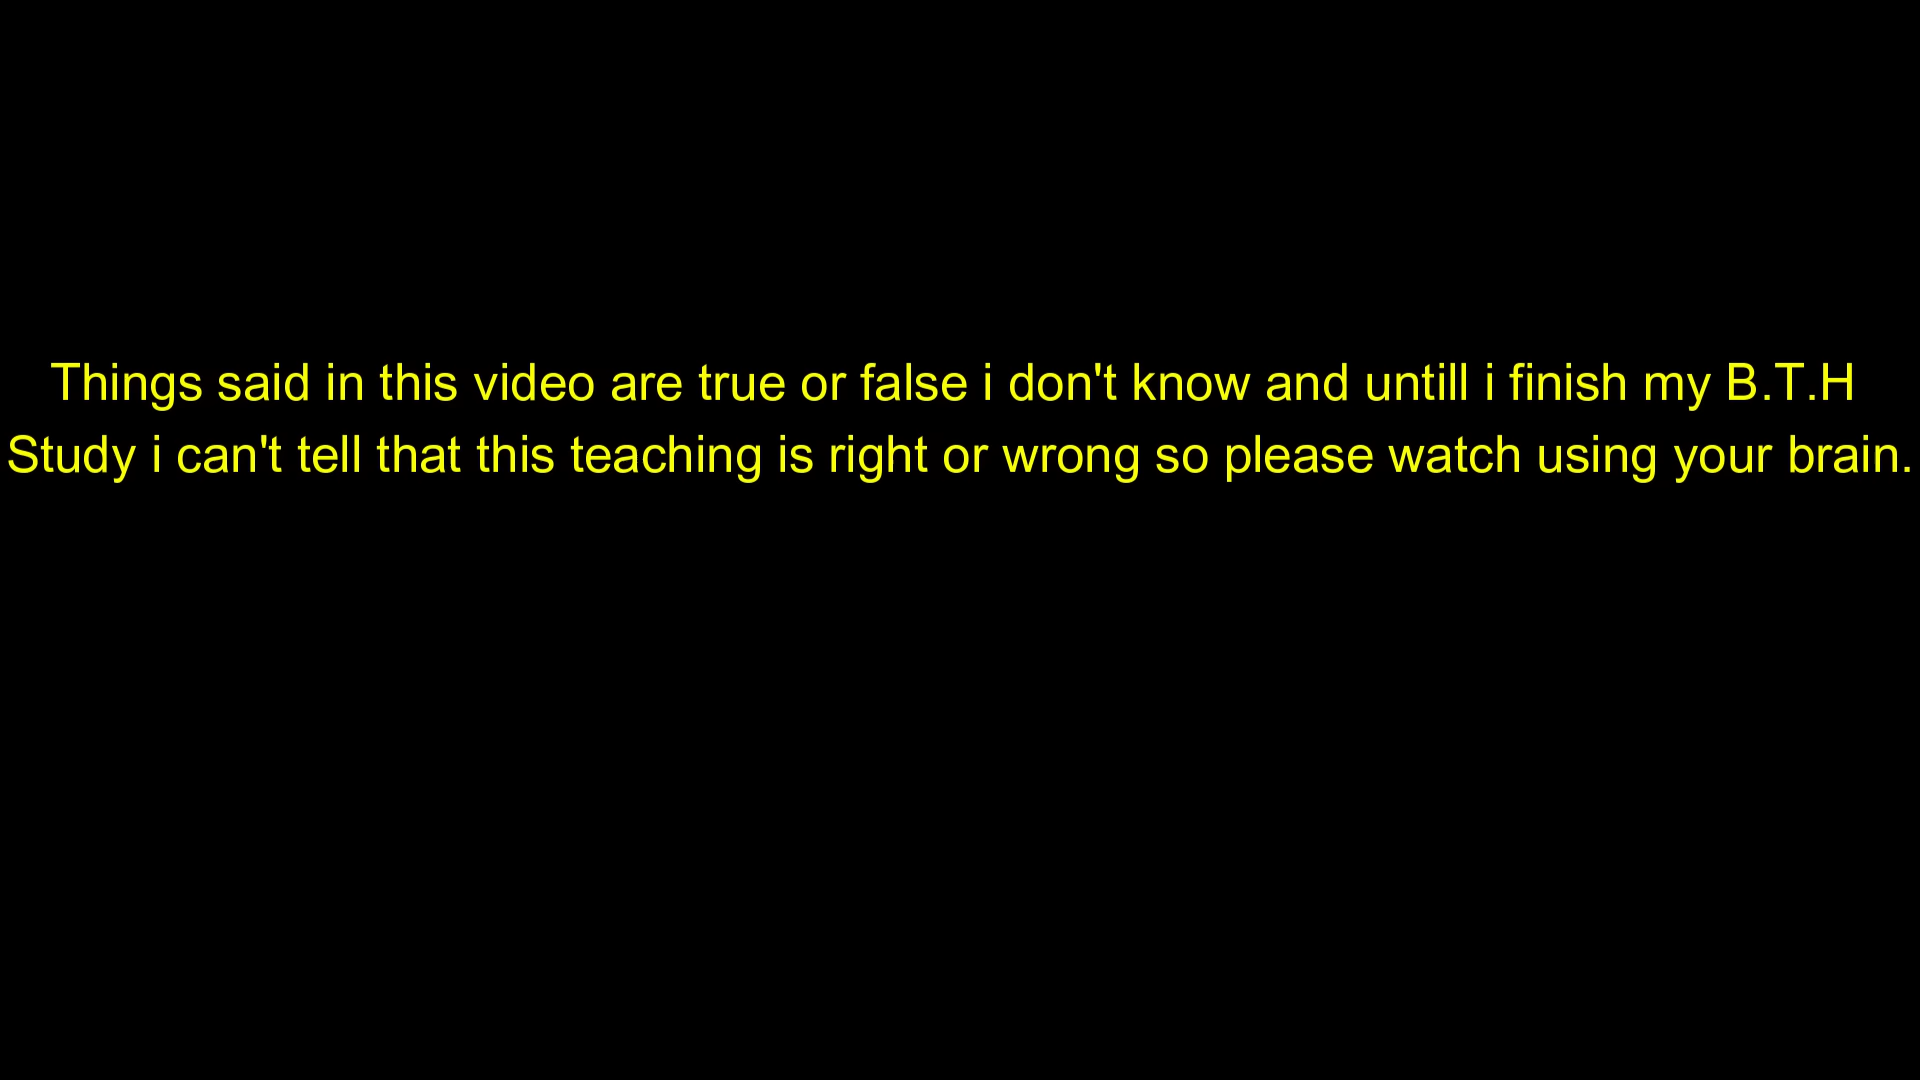 Things said in this video are true or false i don't know and untill i finish my B.T.H
Study i can't tell that this teaching is right or wrong so please watch using your brain.